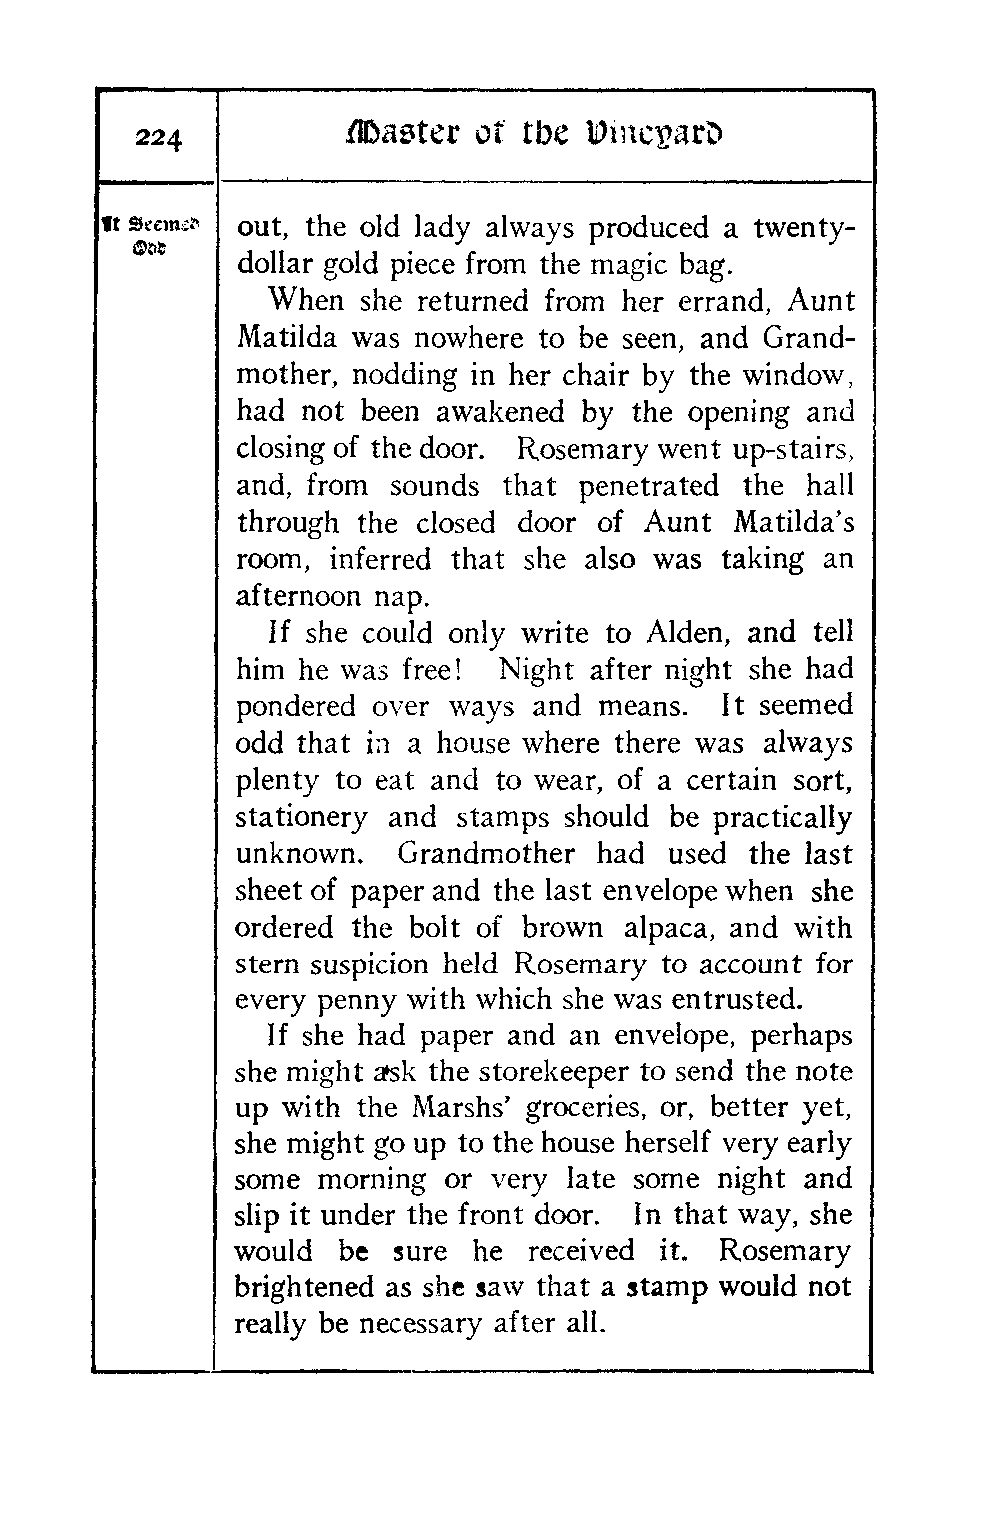 224
Master of the Vineyard
It Seemed
Odd
out, the old lady always produced a twenty-
dollar gold piece from the magic bag.
When she returned from her errand, Aunt
Matilda was nowhere to be seen, and Grand-
mother, nodding in her chair by the window,
had not been awakened by the opening and
closing of the door. Rosemary went up-stairs,
and, from sounds that penetrated the hall
through the closed door of Aunt Matilda's
room, inferred that she also was taking an
afternoon nap.
If she could only write to Alden, and tell
him he was free! Night after night she had
pondered over ways and means. It seemed
odd that in a house where there was always
plenty to eat and to wear, of a certain sort,
stationery and stamps should be practically
unknown. Grandmother had used the last
sheet of paper and the last envelope when she
ordered the bolt of brown alpaca, and with
stern suspicion held Rosemary to account for
every penny with which she was entrusted.
If she had paper and an envelope, perhaps
she might ask the storekeeper to send the note
up with the Marshs' groceries, or, better yet,
she might go up to the house herself very early
some morning or very late some night and
slip it under the front door. In that way, she
would be sure he received it. Rosemary
brightened as she saw that a stamp would not
really be necessary after all.